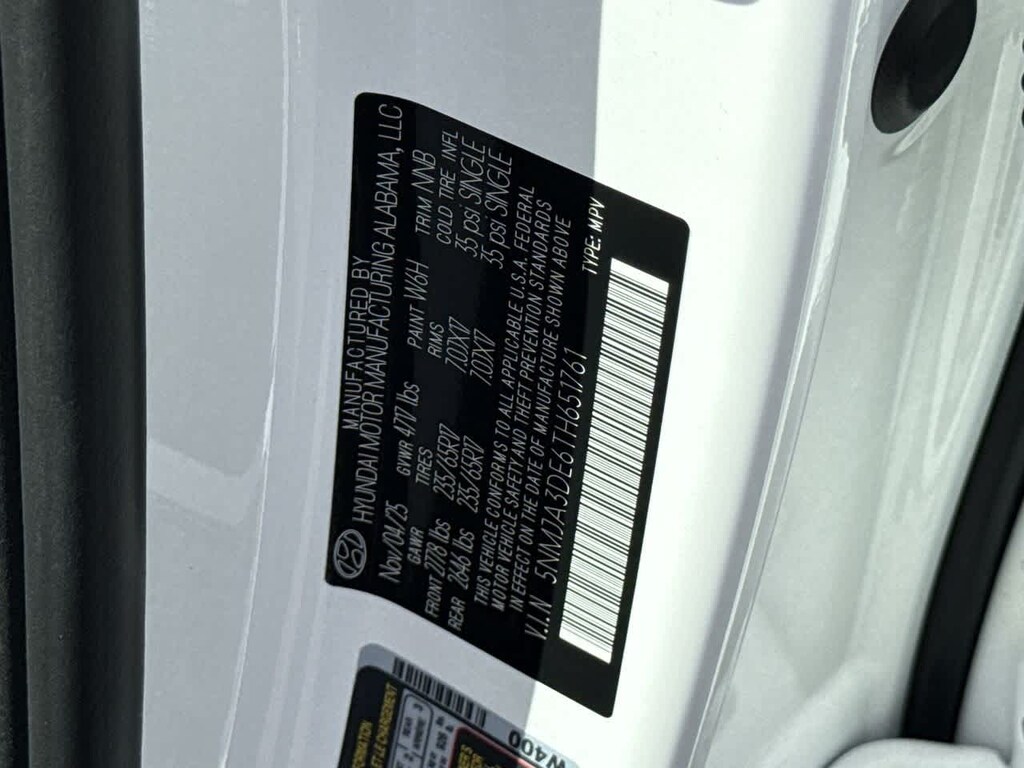 MANUFACTURED BY
HYUNDAI MOTOR MANUFACTURING ALABAMA, LLC
Nov/04/25 GVWR 4717 lbs PAINT W6H TRIM NNB
GAWR TIRES RIMS COLD TIRE INFL
FRONT 2778 lbs 235/65R17 7.0JX17 35 psi SINGLE
REAR 2646 lbs 235/65R17 7.0JX17 35 psi SINGLE
THIS VEHICLE CONFORMS TO ALL APPLICABLE U.S.A. FEDERAL
MOTOR VEHICLE SAFETY AND THEFT PREVENTION STANDARDS
IN EFFECT ON THE DATE OF MANUFACTURE SHOWN ABOVE
V.I.N 5NMJA3DE6TH651761 TYPE: MPV
W400